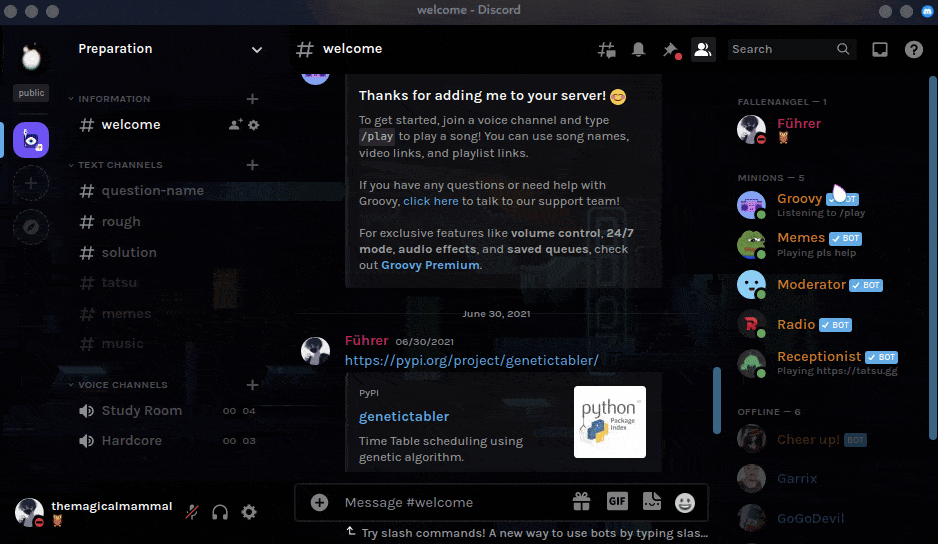 welcome - Discord
Preparation
welcome
Search
public
INFORMATION
welcome
TEXT CHANNELS
question-name
rough
solution
tatsu
memes
music
VOICE CHANNELS
Study Room 00 04
Hardcore 00 03
themagicalmammal
Thanks for adding me to your server!
To get started, join a voice channel and type
/play to play a song! You can use song names,
video links, and playlist links.
If you have any questions or need help with
Groovy, click here to talk to our support team!
For exclusive features like volume control, 24/7
mode, audio effects, and saved queues, check
out Groovy Premium.
June 30, 2021
Führer 06/30/2021
https://pypi.org/project/genetictabler/
PyPI
genetictabler
Time Table scheduling using
genetic algorithm.
python
Package
Index
Message #welcome
GIF
Try slash commands! A new way to use bots by typing slas...
FALLENANGEL — 1
Führer
MINIONS — 5
Groovy
Listening to /play
Memes BOT
Playing pls help
Moderator BOT
Radio BOT
Receptionist BOT
Playing https://tatsu.gg
OFFLINE — 6
Cheer up! BOT
Garrix
GoGoDevil